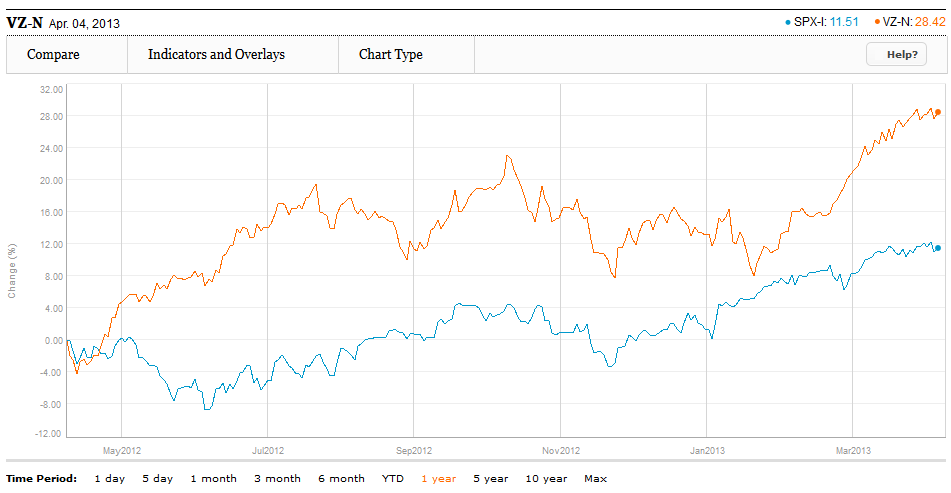 VZ-N Apr. 04, 2013 SPX-I: 11.51 VZ-N: 28.42
Compare Indicators and Overlays Chart Type Help?
32.00
28.00
24.00
20.00
16.00
12.00
8.00
4.00
0.00
-4.00
-8.00
-12.00
Change (%)
May2012 Jul2012 Sep2012 Nov2012 Jan2013 Mar2013
Time Period: 1 day 5 day 1 month 3 month 6 month YTD 1 year 5 year 10 year Max